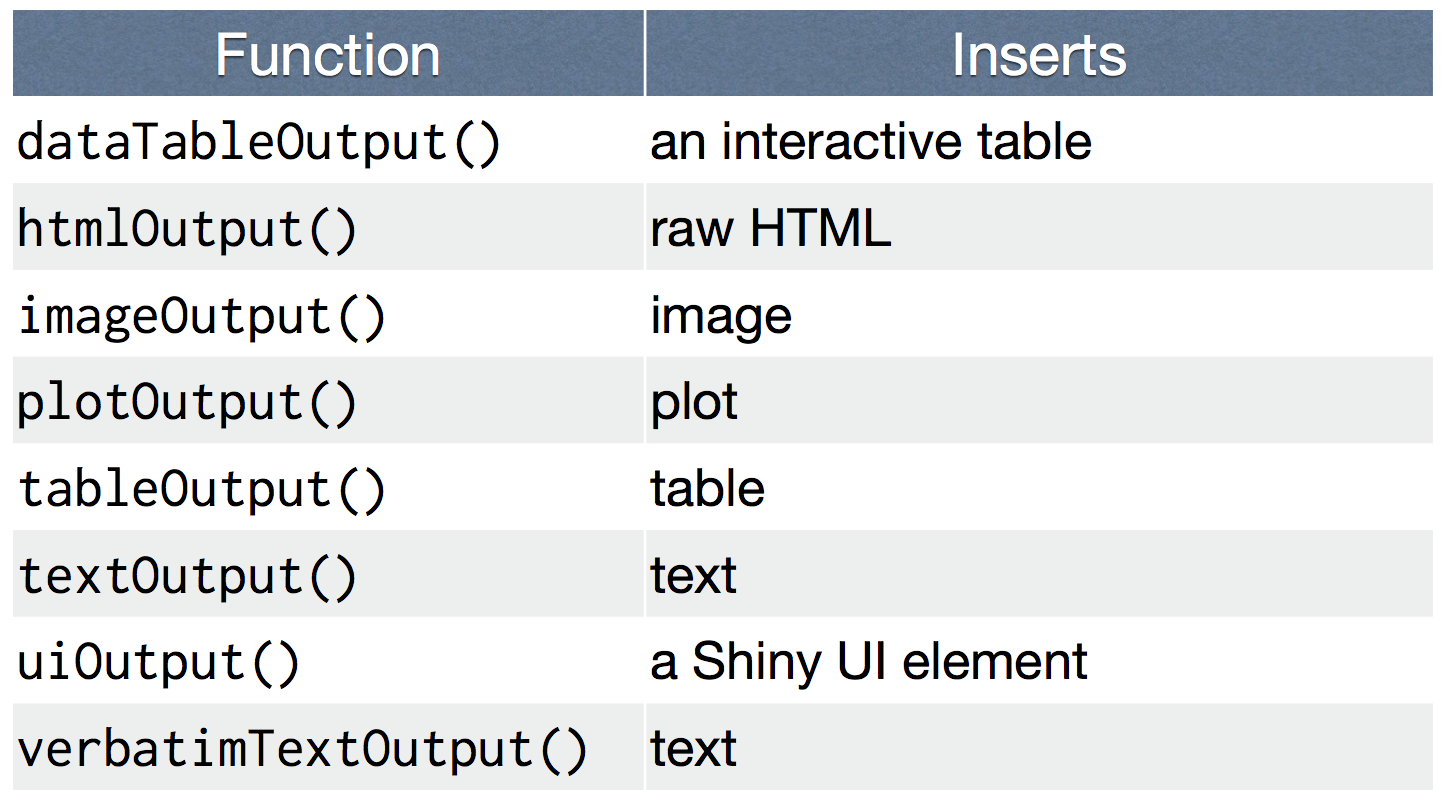 Function Inserts
dataTableOutput() an interactive table
htmlOutput() raw HTML
imageOutput() image
plotOutput() plot
tableOutput() table
textOutput() text
uiOutput() a Shiny UI element
verbatimTextOutput() text